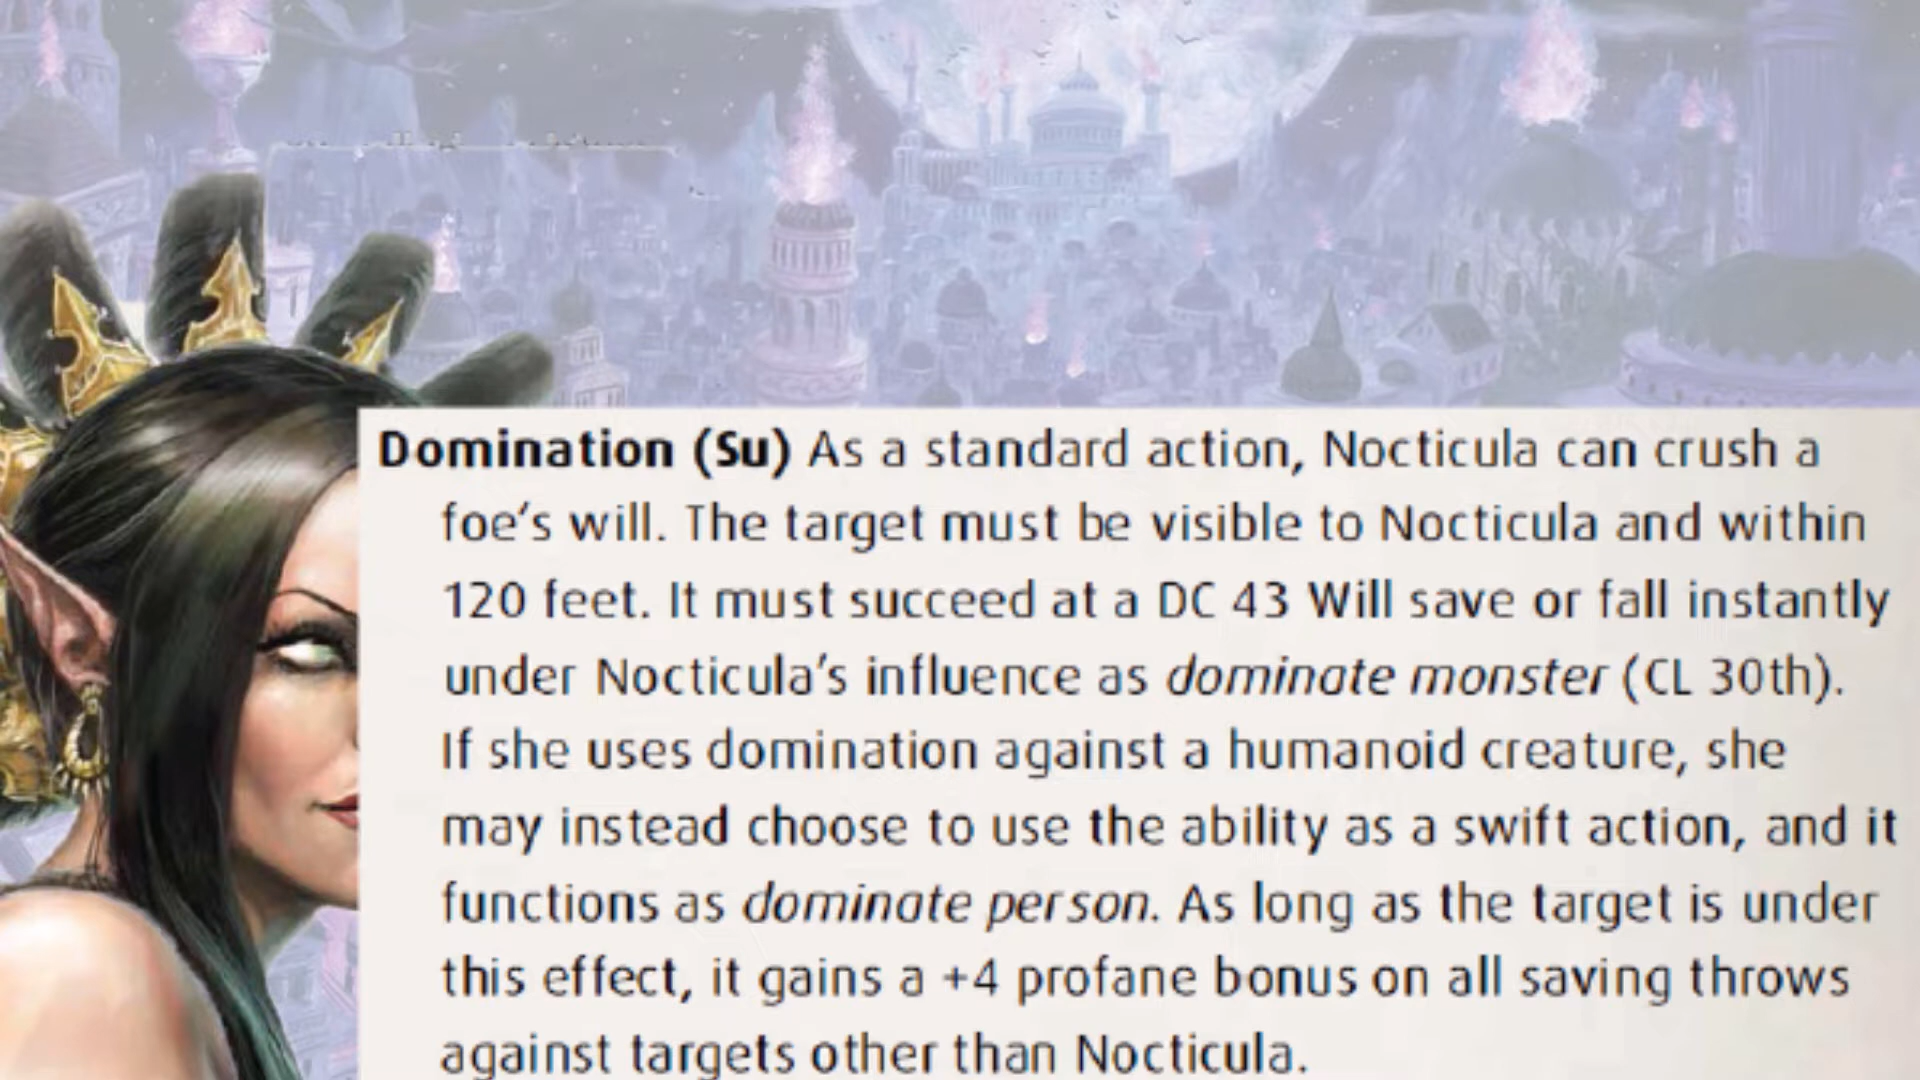 Domination (Su) As a standard action, Nocticula can crush a
foe's will. The target must be visible to Nocticula and within
120 feet. It must succeed at a DC 43 Will save or fall instantly
under Nocticula's influence as dominate monster (CL 30th).
If she uses domination against a humanoid creature, she
may instead choose to use the ability as a swift action, and it
functions as dominate person. As long as the target is under
this effect, it gains a +4 profane bonus on all saving throws
against targets other than Nocticula.